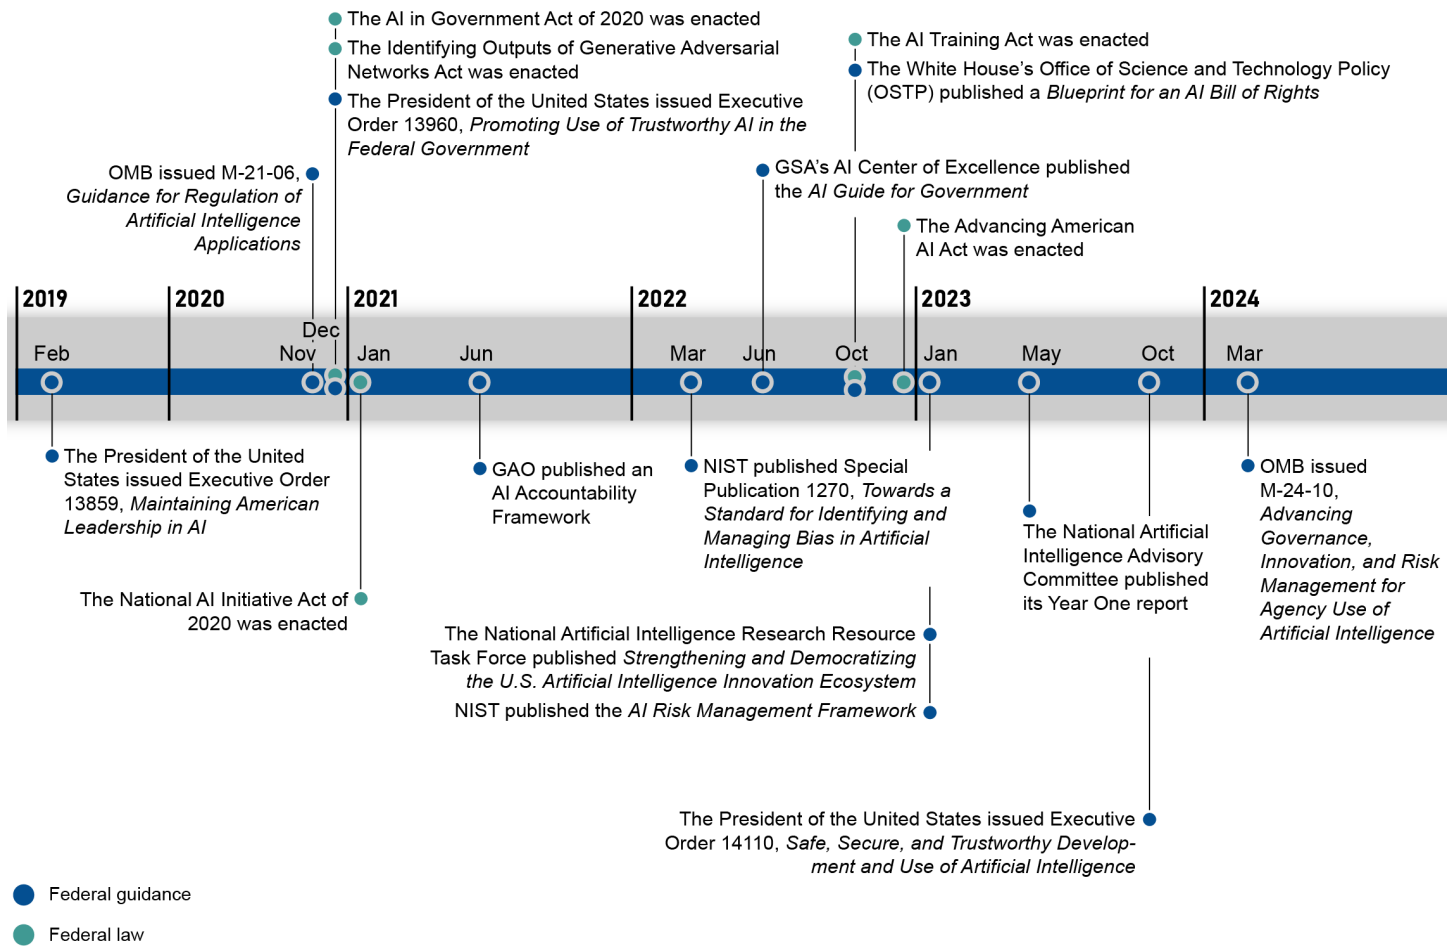 The AI in Government Act of 2020 was enacted
The Identifying Outputs of Generative Adversarial
Networks Act was enacted
The President of the United States issued Executive
Order 13960, Promoting Use of Trustworthy AI in the
Federal Government
OMB issued M-21-06,
Guidance for Regulation of
Artificial Intelligence
Applications
The AI Training Act was enacted
The White House’s Office of Science and Technology Policy
(OSTP) published a Blueprint for an AI Bill of Rights
GSA’s AI Center of Excellence published
the AI Guide for Government
The Advancing American
AI Act was enacted
2019
2020
2021
2022
2023
2024
Feb
Nov
Dec
Jan
Jun
Mar
Jun
Oct
Jan
May
Oct
Mar
The President of the United
States issued Executive Order
13859, Maintaining American
Leadership in AI
The National AI Initiative Act of
2020 was enacted
GAO published an
AI Accountability
Framework
NIST published Special
Publication 1270, Towards a
Standard for Identifying and
Managing Bias in Artificial
Intelligence
The National Artificial Intelligence Research Resource
Task Force published Strengthening and Democratizing
the U.S. Artificial Intelligence Innovation Ecosystem
NIST published the AI Risk Management Framework
The National Artificial
Intelligence Advisory
Committee published
its Year One report
The President of the United States issued Executive
Order 14110, Safe, Secure, and Trustworthy Develop-
ment and Use of Artificial Intelligence
OMB issued
M-24-10,
Advancing
Governance,
Innovation, and Risk
Management for
Agency Use of
Artificial Intelligence
Federal guidance
Federal law